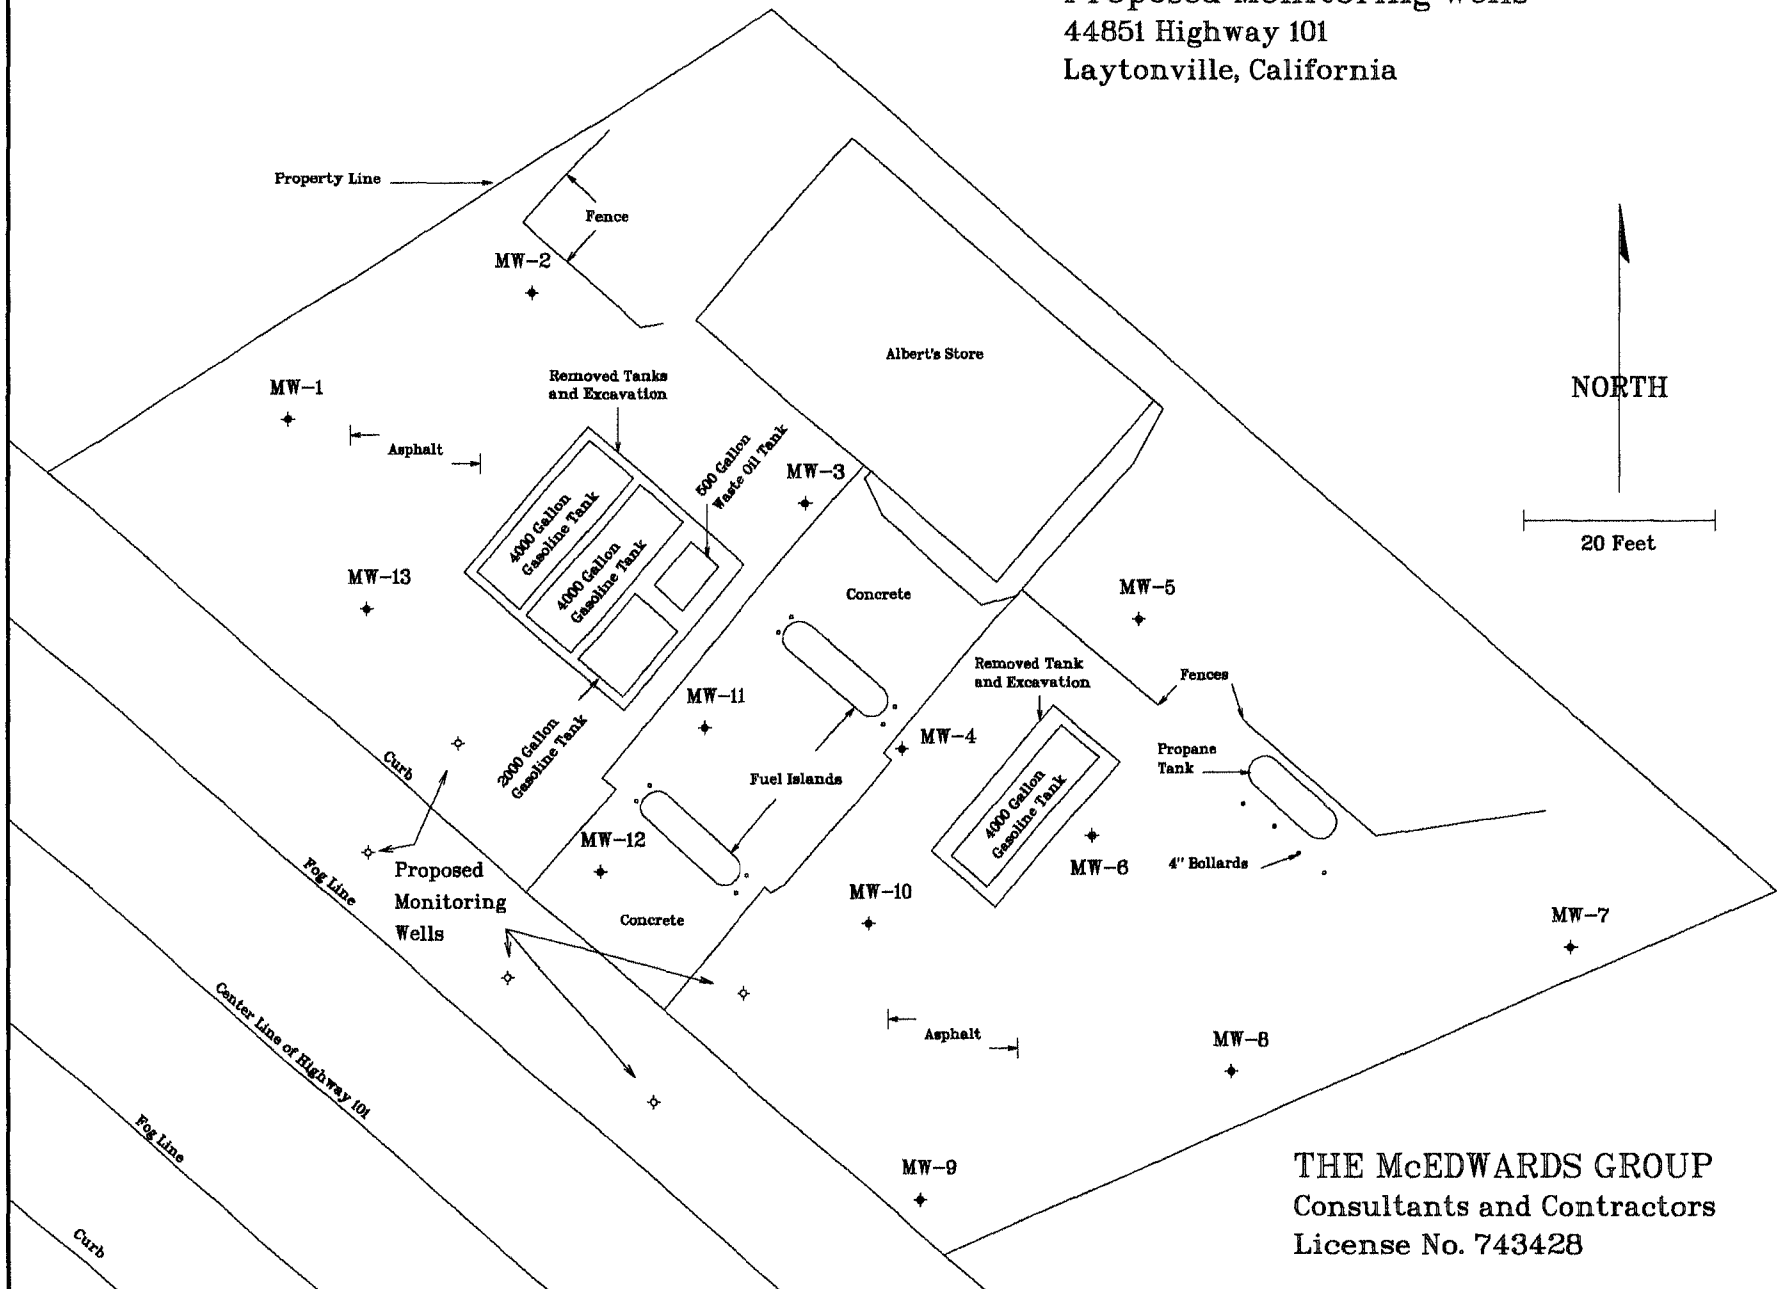 Proposed Monitoring Wells
44851 Highway 101
Laytonville, California
Property Line
Fence
MW-2
Albert's Store
NORTH
20 Feet
MW-1
Removed Tanks
and Excavation
Asphalt
500 Gallon
Waste Oil Tank
MW-3
4000 Gallon
Gasoline Tank
4000 Gallon
Gasoline Tank
MW-13
Concrete
MW-5
Removed Tank
and Excavation
Fences
MW-11
2000 Gallon
Gasoline Tank
MW-4
Curb
Propane
Tank
Fuel Islands
4000 Gallon
Gasoline Tank
MW-12
Fog Line
Proposed
Monitoring
Wells
MW-10
MW-6
4" Bollards
Concrete
MW-7
Center Line of Highway 101
Asphalt
MW-8
Fog Line
MW-9
Curb
THE McEDWARDS GROUP
Consultants and Contractors
License No. 743428